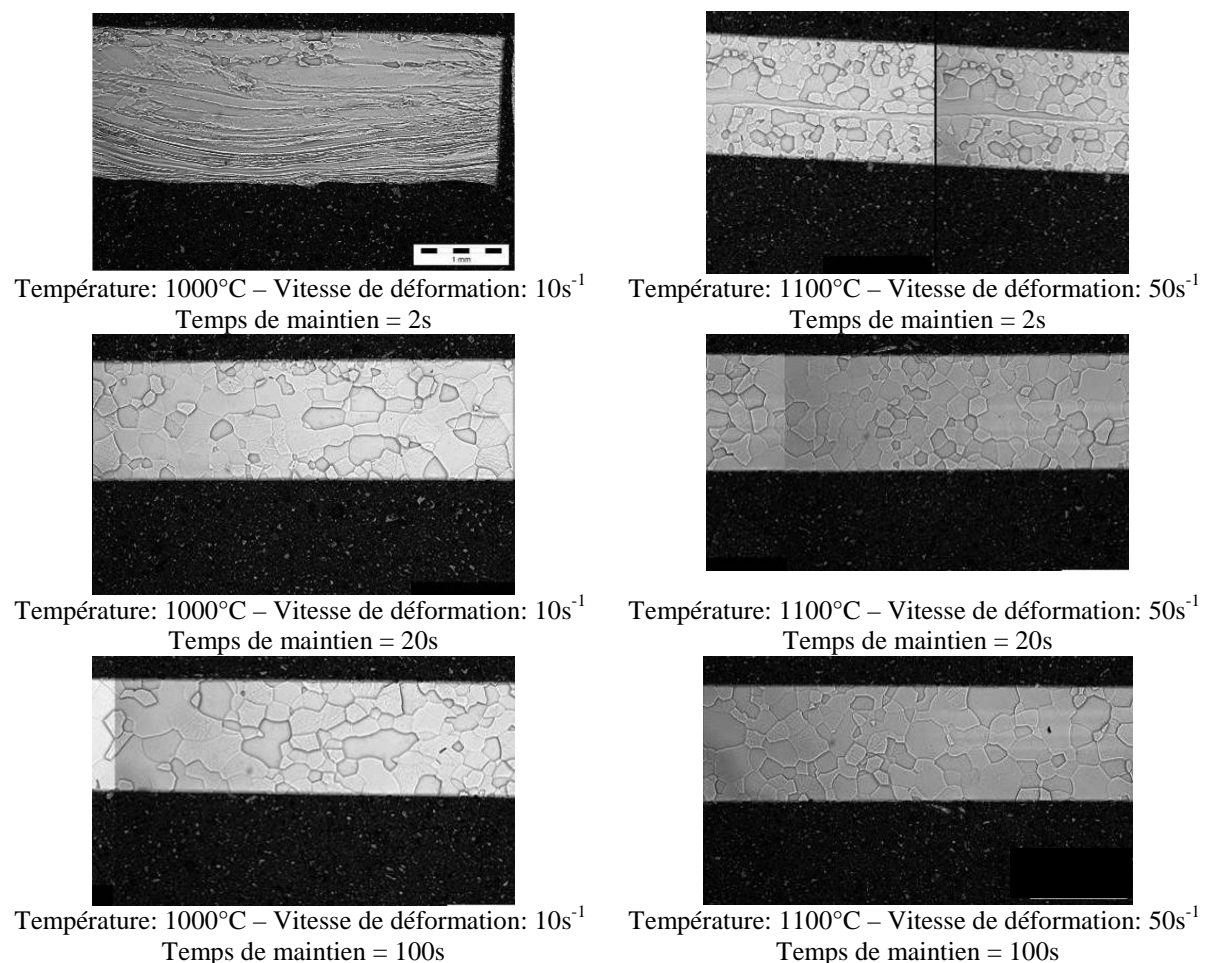 1 mm
Température: 1000°C – Vitesse de déformation: 10s-1
Temps de maintien = 2s
Température: 1100°C – Vitesse de déformation: 50s-1
Temps de maintien = 2s
Température: 1000°C – Vitesse de déformation: 10s-1
Temps de maintien = 20s
Température: 1100°C – Vitesse de déformation: 50s-1
Temps de maintien = 20s
Température: 1000°C – Vitesse de déformation: 10s-1
Temps de maintien = 100s
Température: 1100°C – Vitesse de déformation: 50s-1
Temps de maintien = 100s